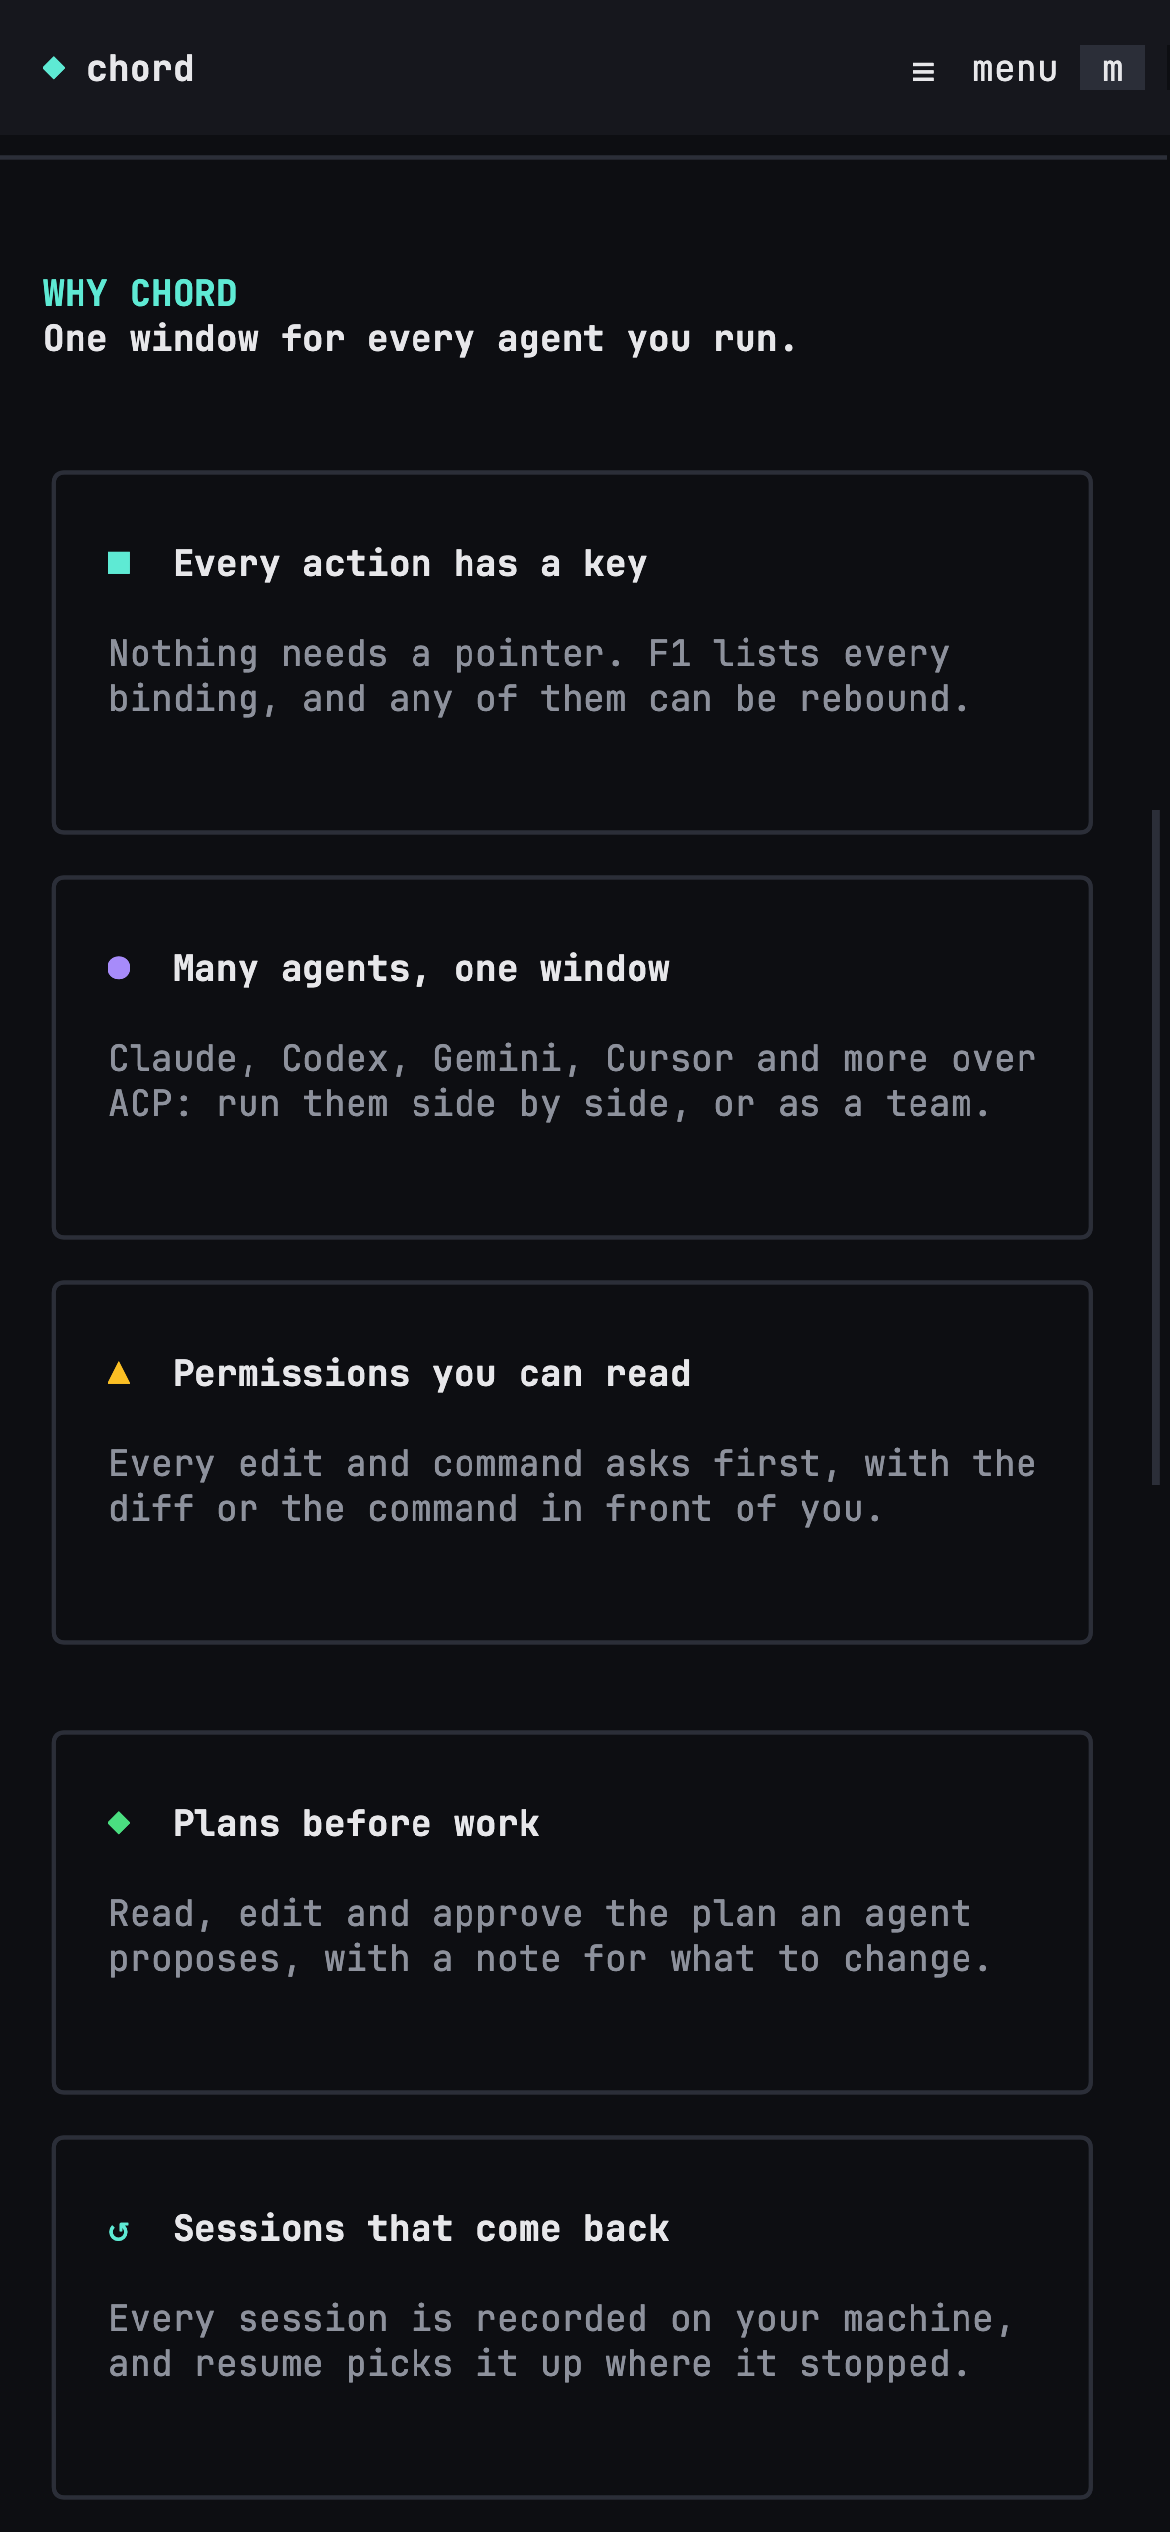 chord
≡ menu m
WHY CHORD
One window for every agent you run.
Every action has a key
Nothing needs a pointer. F1 lists every
binding, and any of them can be rebound.
Many agents, one window
Claude, Codex, Gemini, Cursor and more over
ACP: run them side by side, or as a team.
Permissions you can read
Every edit and command asks first, with the
diff or the command in front of you.
Plans before work
Read, edit and approve the plan an agent
proposes, with a note for what to change.
Sessions that come back
Every session is recorded on your machine,
and resume picks it up where it stopped.